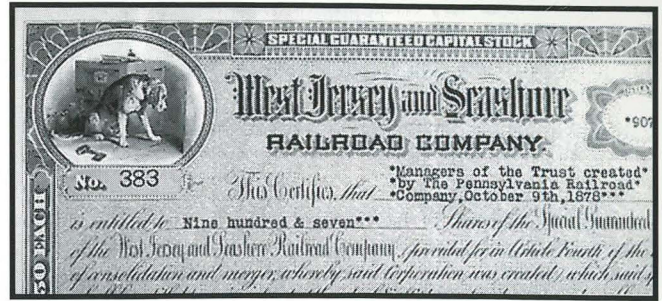 SPECIAL GUARANTEED CAPITAL STOCK
West Jersey and Seashore
RAILROAD COMPANY.
*907
No. 383
This Certifies, that
*Managers of the Trust created*
*by The Pennsylvania Railroad*
*Company,October 9th,1878***
is entitled to Nine hundred & seven*** Shares of the Special Guaranteed
of the West Jersey and Seashore Railroad Company, provided for in Article Fourth of the
of consolidation and merger, whereby said Corporation was created, which said
50 EACH